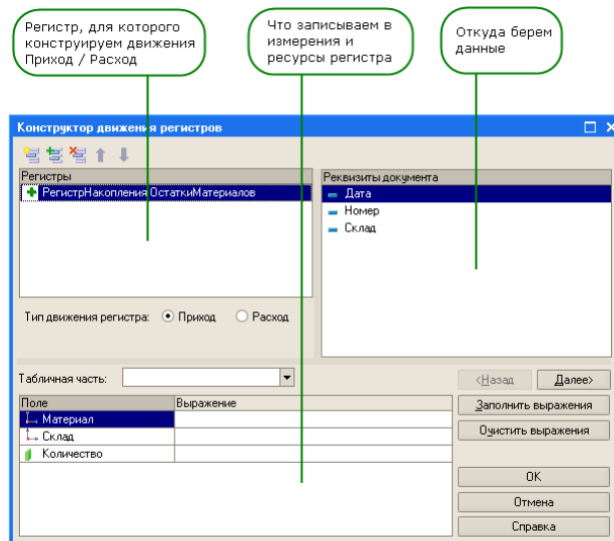 Регистр, для которого
конструируем движения
Приход / Расход
Что записываем в
измерения и
ресурсы регистра
Откуда берем
данные
Конструктор движения регистров
Регистры
РегистрНакопления.ОстаткиМатериалов
Реквизиты документа
Дата
Номер
Склад
Тип движения регистра: Приход Расход
Табличная часть:
<Назад Далее>
Поле Выражение
Материал
Склад
Количество
Заполнить выражения
Очистить выражения
OK
Отмена
Справка